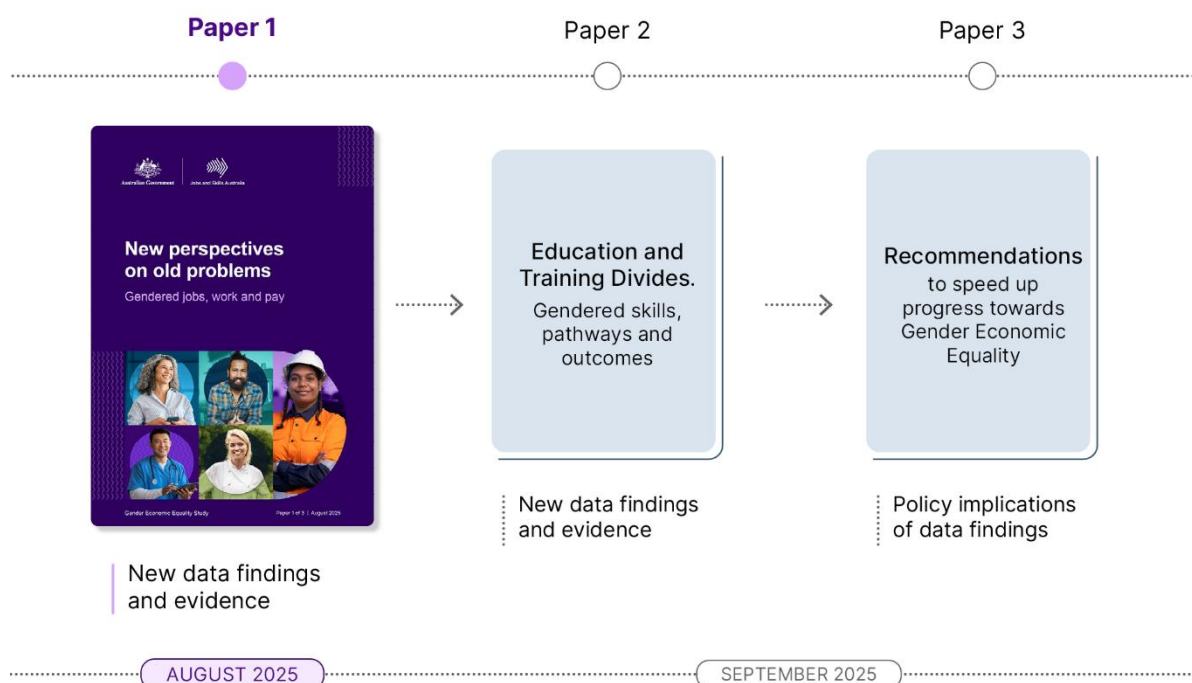 Paper 1
Paper 2
Paper 3
Australian Government
Jobs and Skills Australia
New perspectives
on old problems
Gendered jobs, work and pay
Gender Economic Equality Study
Paper 1 of 3 | August 2025
New data findings
and evidence
Education and
Training Divides.
Gendered skills,
pathways and
outcomes
New data findings
and evidence
Recommendations
to speed up
progress towards
Gender Economic
Equality
Policy implications
of data findings
AUGUST 2025
SEPTEMBER 2025